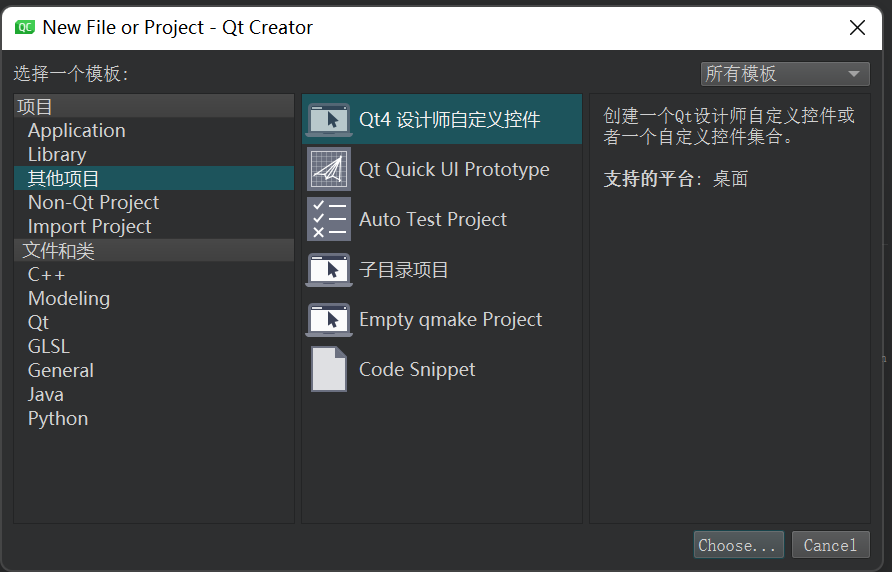 QC New File or Project - Qt Creator
选择一个模板：
所有模板
项目
Application
Library
其他项目
Non-Qt Project
Import Project
文件和类
C++
Modeling
Qt
GLSL
General
Java
Python
Qt4 设计师自定义控件
Qt Quick UI Prototype
Auto Test Project
子目录项目
Empty qmake Project
Code Snippet
创建一个Qt设计师自定义控件或
者一个自定义控件集合。
支持的平台：桌面
Choose...
Cancel